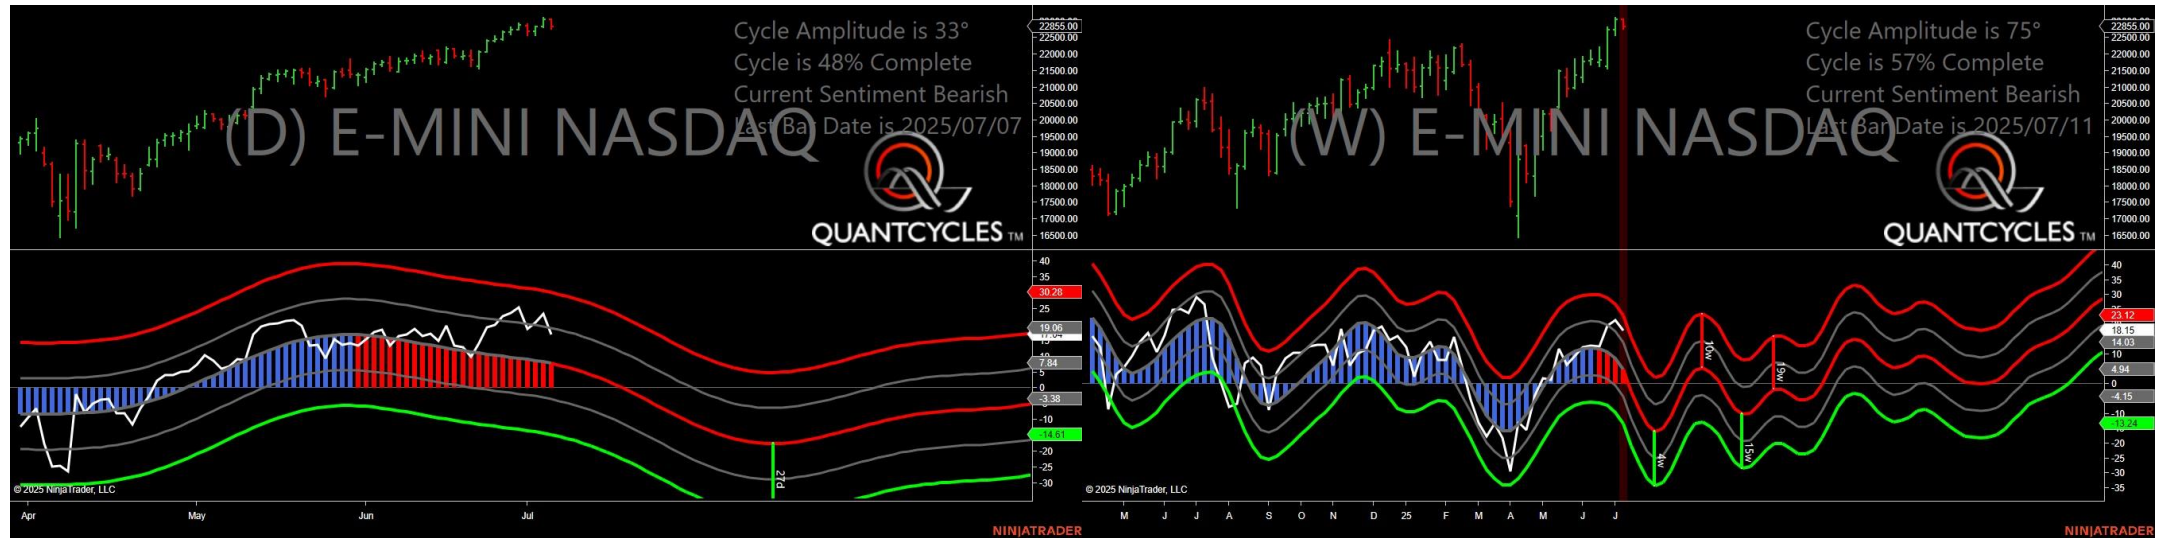 Cycle Amplitude is 33°
Cycle is 48% Complete
Current Sentiment Bearish
Last Bar Date is 2025/07/07
(D) E-MINI NASDAQ
QUANTCYCLES TM
22855.00
22500.00
21500.00
21000.00
20500.00
20000.00
19500.00
19000.00
18500.00
18000.00
17500.00
17000.00
16500.00
40
35
30.28
25
19.06
15
10
7.84
5
0
-3.38
-10
-14.61
-20
-25
-30
27d
© 2025 NinjaTrader, LLC
Apr May Jun Jul
NINJATRADER
Cycle Amplitude is 75°
Cycle is 57% Complete
Current Sentiment Bearish
Last Bar Date is 2025/07/11
(W) E-MINI NASDAQ
QUANTCYCLES TM
22855.00
22500.00
21500.00
21000.00
20500.00
20000.00
19500.00
19000.00
18500.00
18000.00
17500.00
17000.00
16500.00
40
35
30
23.12
18.15
14.03
10
4.94
0
-4.15
-10
-13.24
-20
-25
-30
-35
10w
19w
4w
15w
© 2025 NinjaTrader, LLC
M J J A S O N D 25 F M A M J J
NINJATRADER